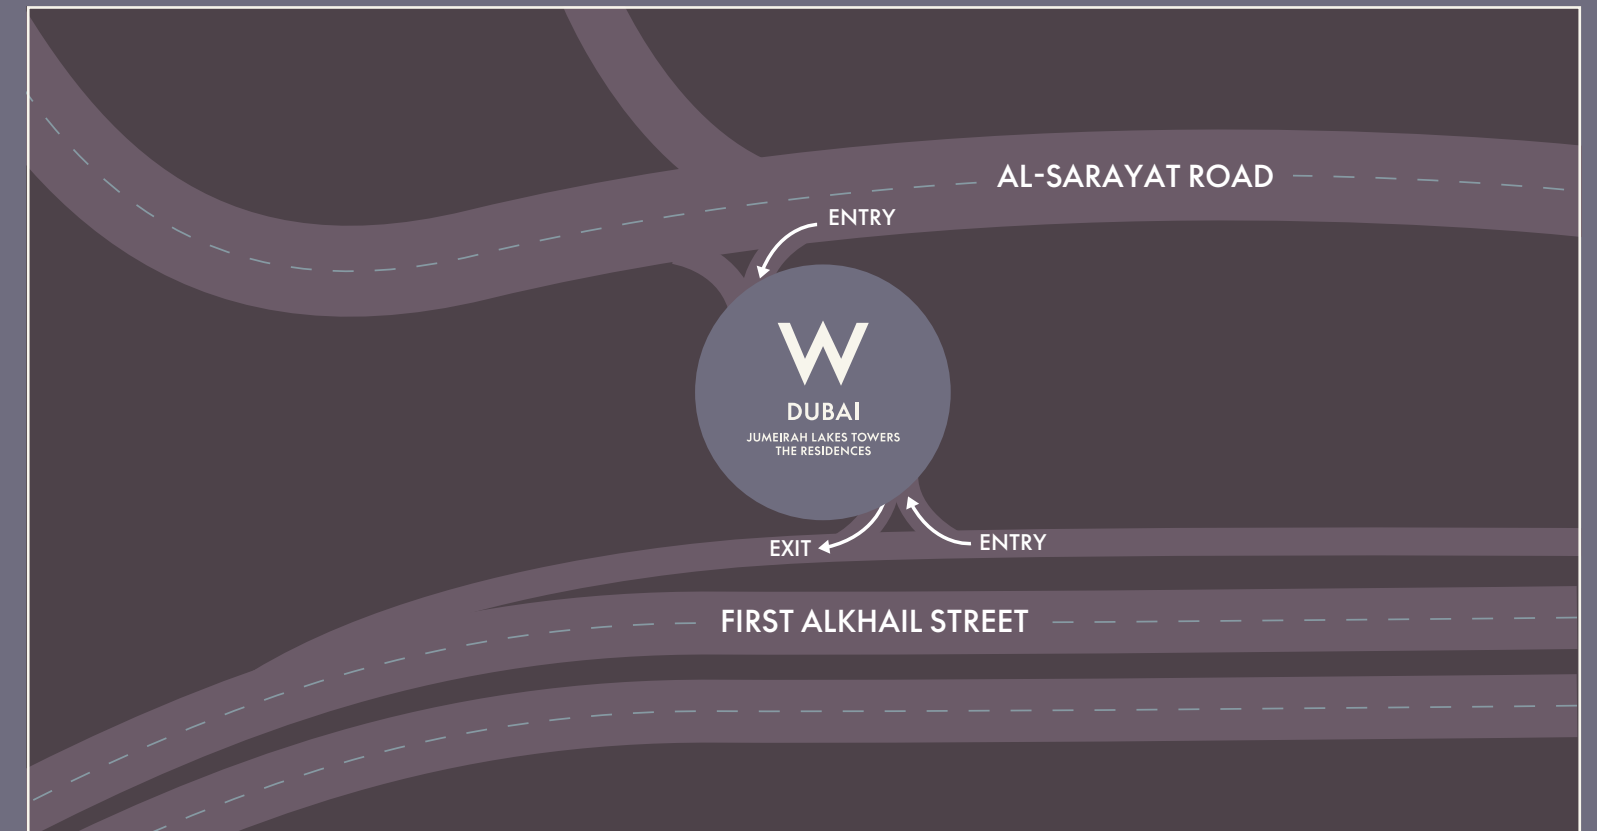 AL-SARAYAT ROAD
ENTRY
W
DUBAI
JUMEIRAH LAKES TOWERS
THE RESIDENCES
EXIT
ENTRY
FIRST ALKHAIL STREET